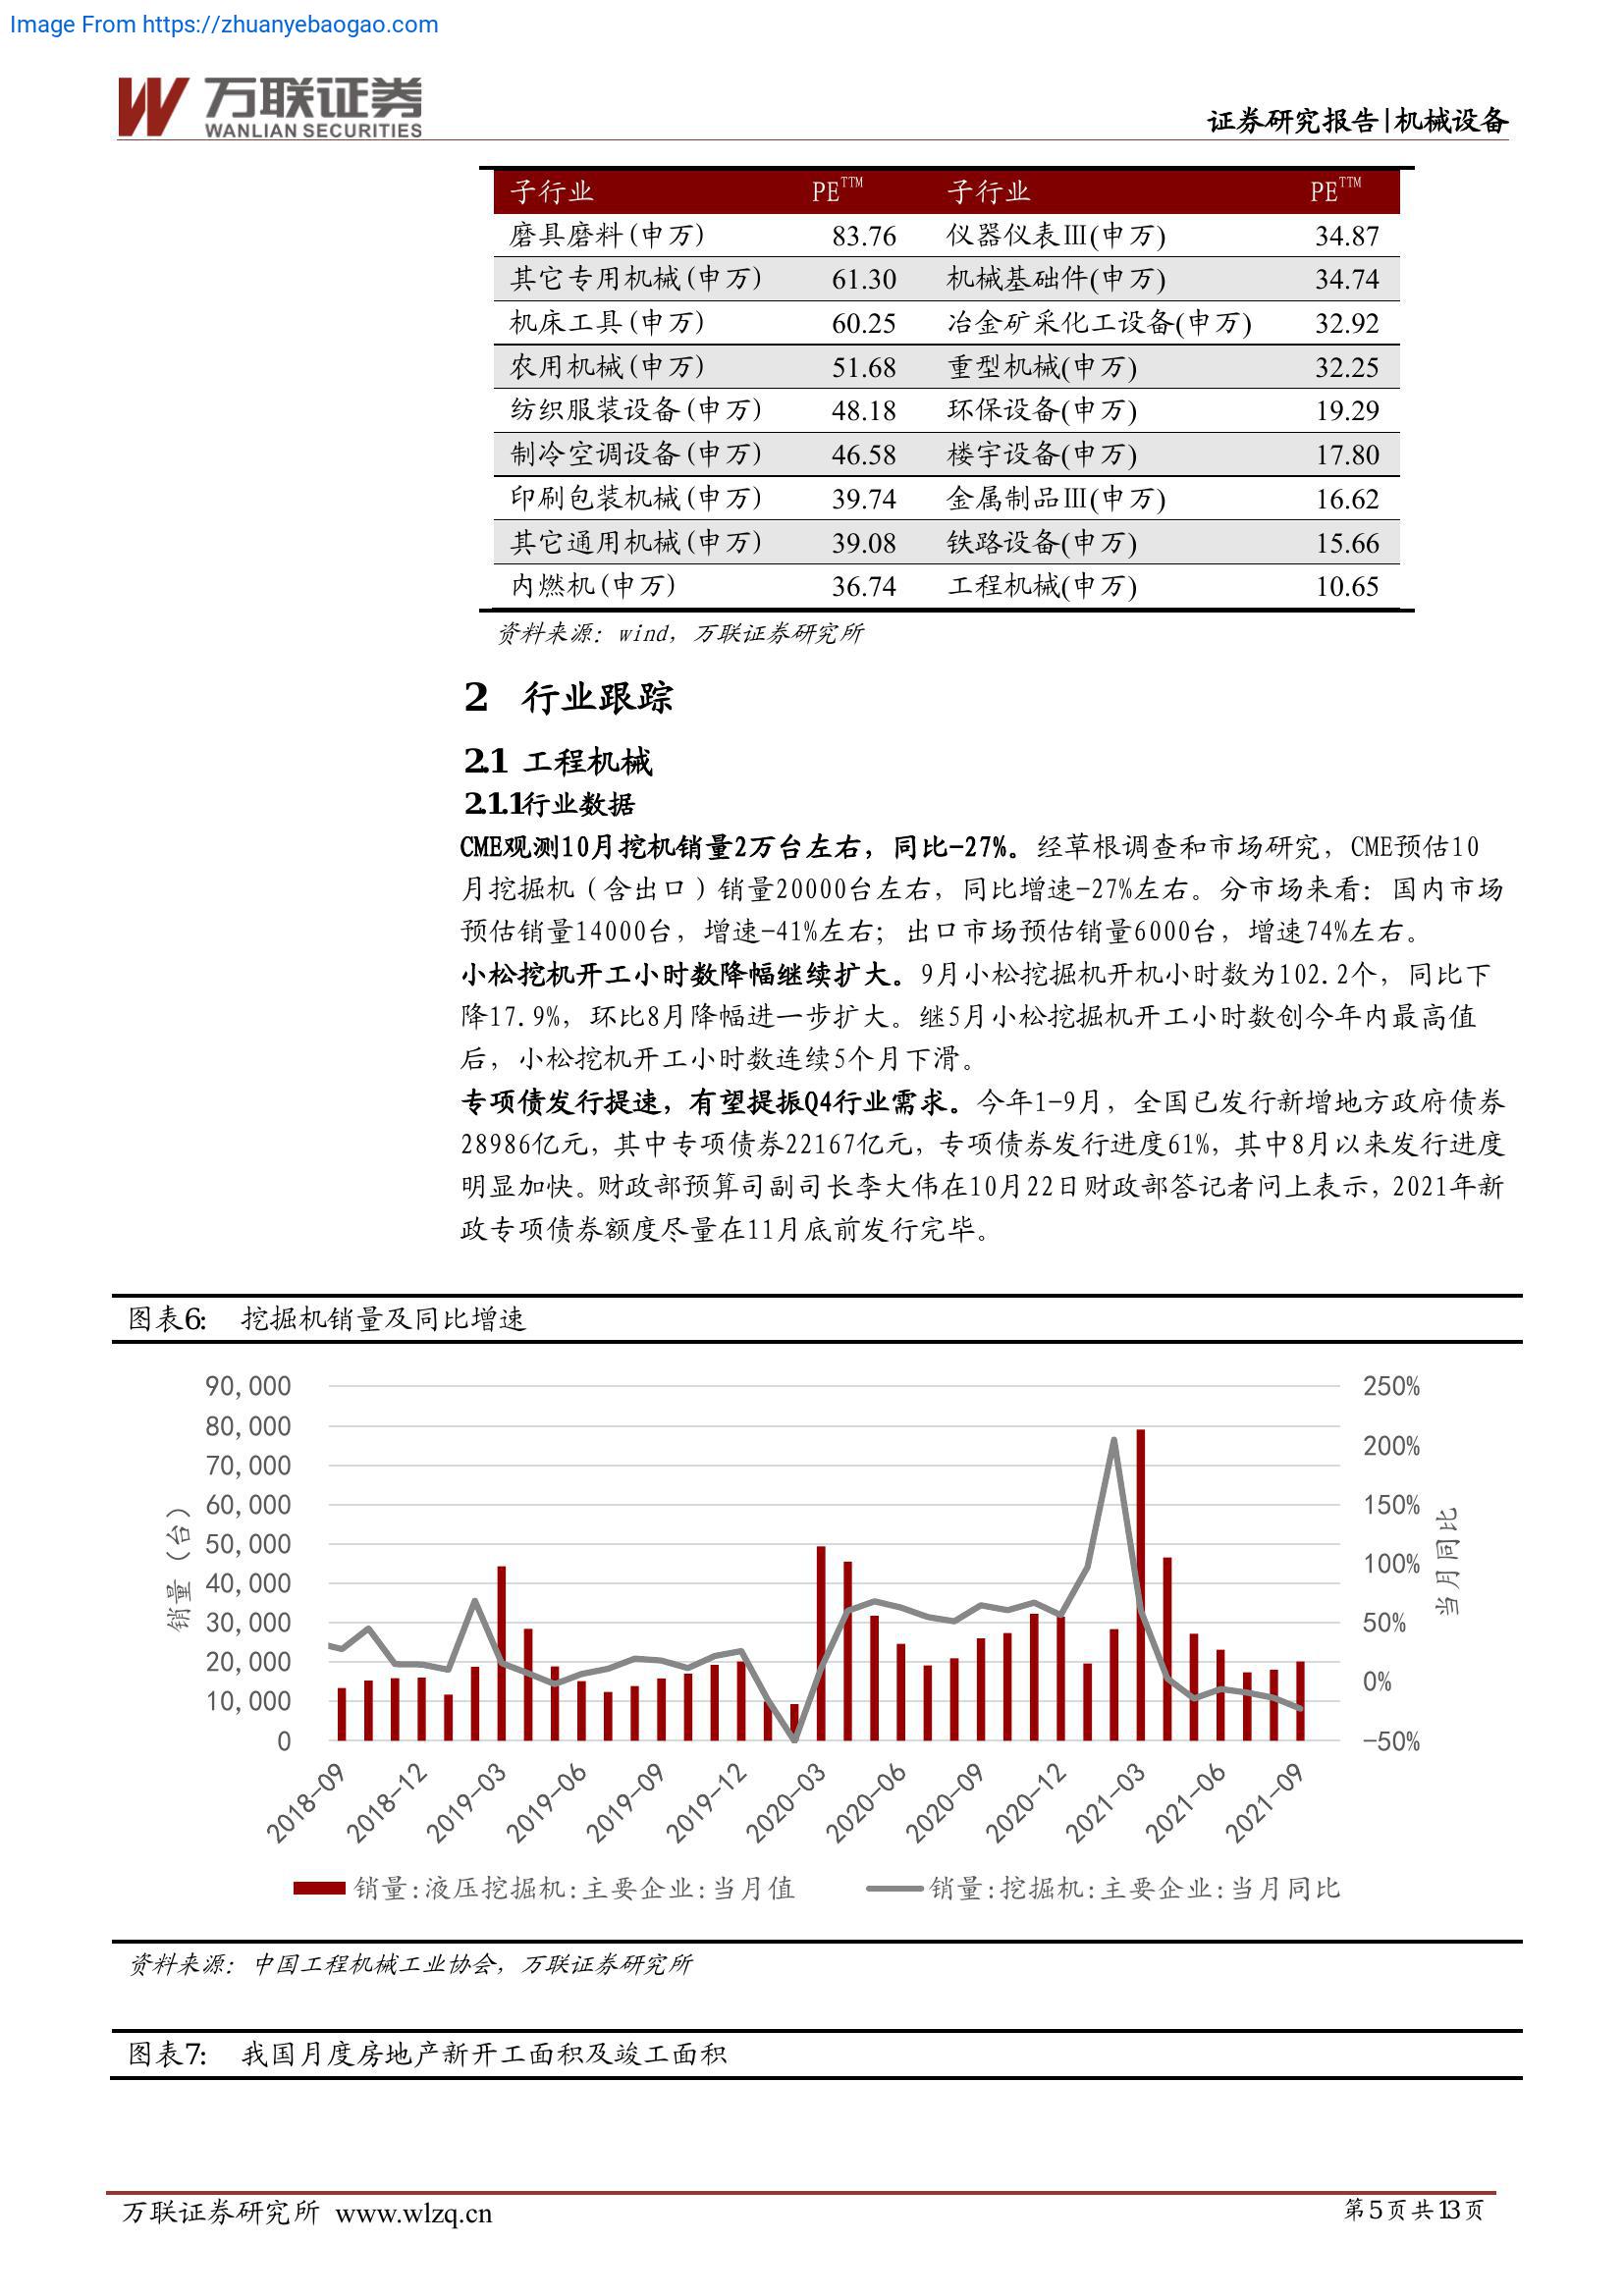 Image From https://zhuanyebaogao.com
万联证券
WANLIAN SECURITIES
证券研究报告|机械设备
子行业 PE TTM 子行业 PE TTM
磨具磨料(申万) 83.76 仪器仪表Ⅲ(申万) 34.87
其它专用机械(申万) 61.30 机械基础件(申万) 34.74
机床工具(申万) 60.25 冶金矿采化工设备(申万) 32.92
农用机械(申万) 51.68 重型机械(申万) 32.25
纺织服装设备(申万) 48.18 环保设备(申万) 19.29
制冷空调设备(申万) 46.58 楼宇设备(申万) 17.80
印刷包装机械(申万) 39.74 金属制品Ⅲ(申万) 16.62
其它通用机械(申万) 39.08 铁路设备(申万) 15.66
内燃机(申万) 36.74 工程机械(申万) 10.65
资料来源：wind，万联证券研究所
2 行业跟踪
2.1 工程机械
2.1.1行业数据
CME观测10月挖机销量2万台左右，同比-27%。经草根调查和市场研究，CME预估10
月挖掘机（含出口）销量20000台左右，同比增速-27%左右。分市场来看：国内市场
预估销量14000台，增速-41%左右；出口市场预估销量6000台，增速74%左右。
小松挖机开工小时数降幅继续扩大。9月小松挖掘机开机小时数为102.2个，同比下
降17.9%，环比8月降幅进一步扩大。继5月小松挖掘机开工小时数创今年内最高值
后，小松挖机开工小时数连续5个月下滑。
专项债发行提速，有望提振Q4行业需求。今年1-9月，全国已发行新增地方政府债券
28986亿元，其中专项债券22167亿元，专项债券发行进度61%，其中8月以来发行进度
明显加快。财政部预算司副司长李大伟在10月22日财政部答记者问上表示，2021年新
政专项债券额度尽量在11月底前发行完毕。
图表6: 挖掘机销量及同比增速
90,000
80,000
70,000
60,000
50,000
40,000
30,000
20,000
10,000
0
销量（台）
250%
200%
150%
100%
50%
0%
-50%
当月同比
2018-09
2018-12
2019-03
2019-06
2019-09
2019-12
2020-03
2020-06
2020-09
2020-12
2021-03
2021-06
2021-09
销量:液压挖掘机:主要企业:当月值
销量:挖掘机:主要企业:当月同比
资料来源：中国工程机械工业协会，万联证券研究所
图表7: 我国月度房地产新开工面积及竣工面积
万联证券研究所 www.wlzq.cn
第5页共13页